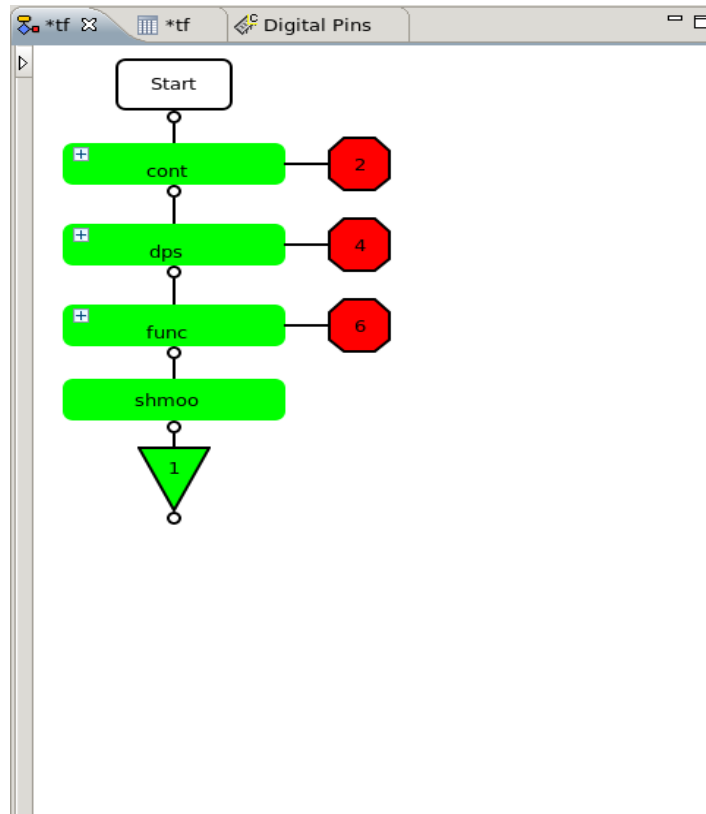 *tf
*tf
Digital Pins
Start
cont
2
dps
4
func
6
shmoo
1